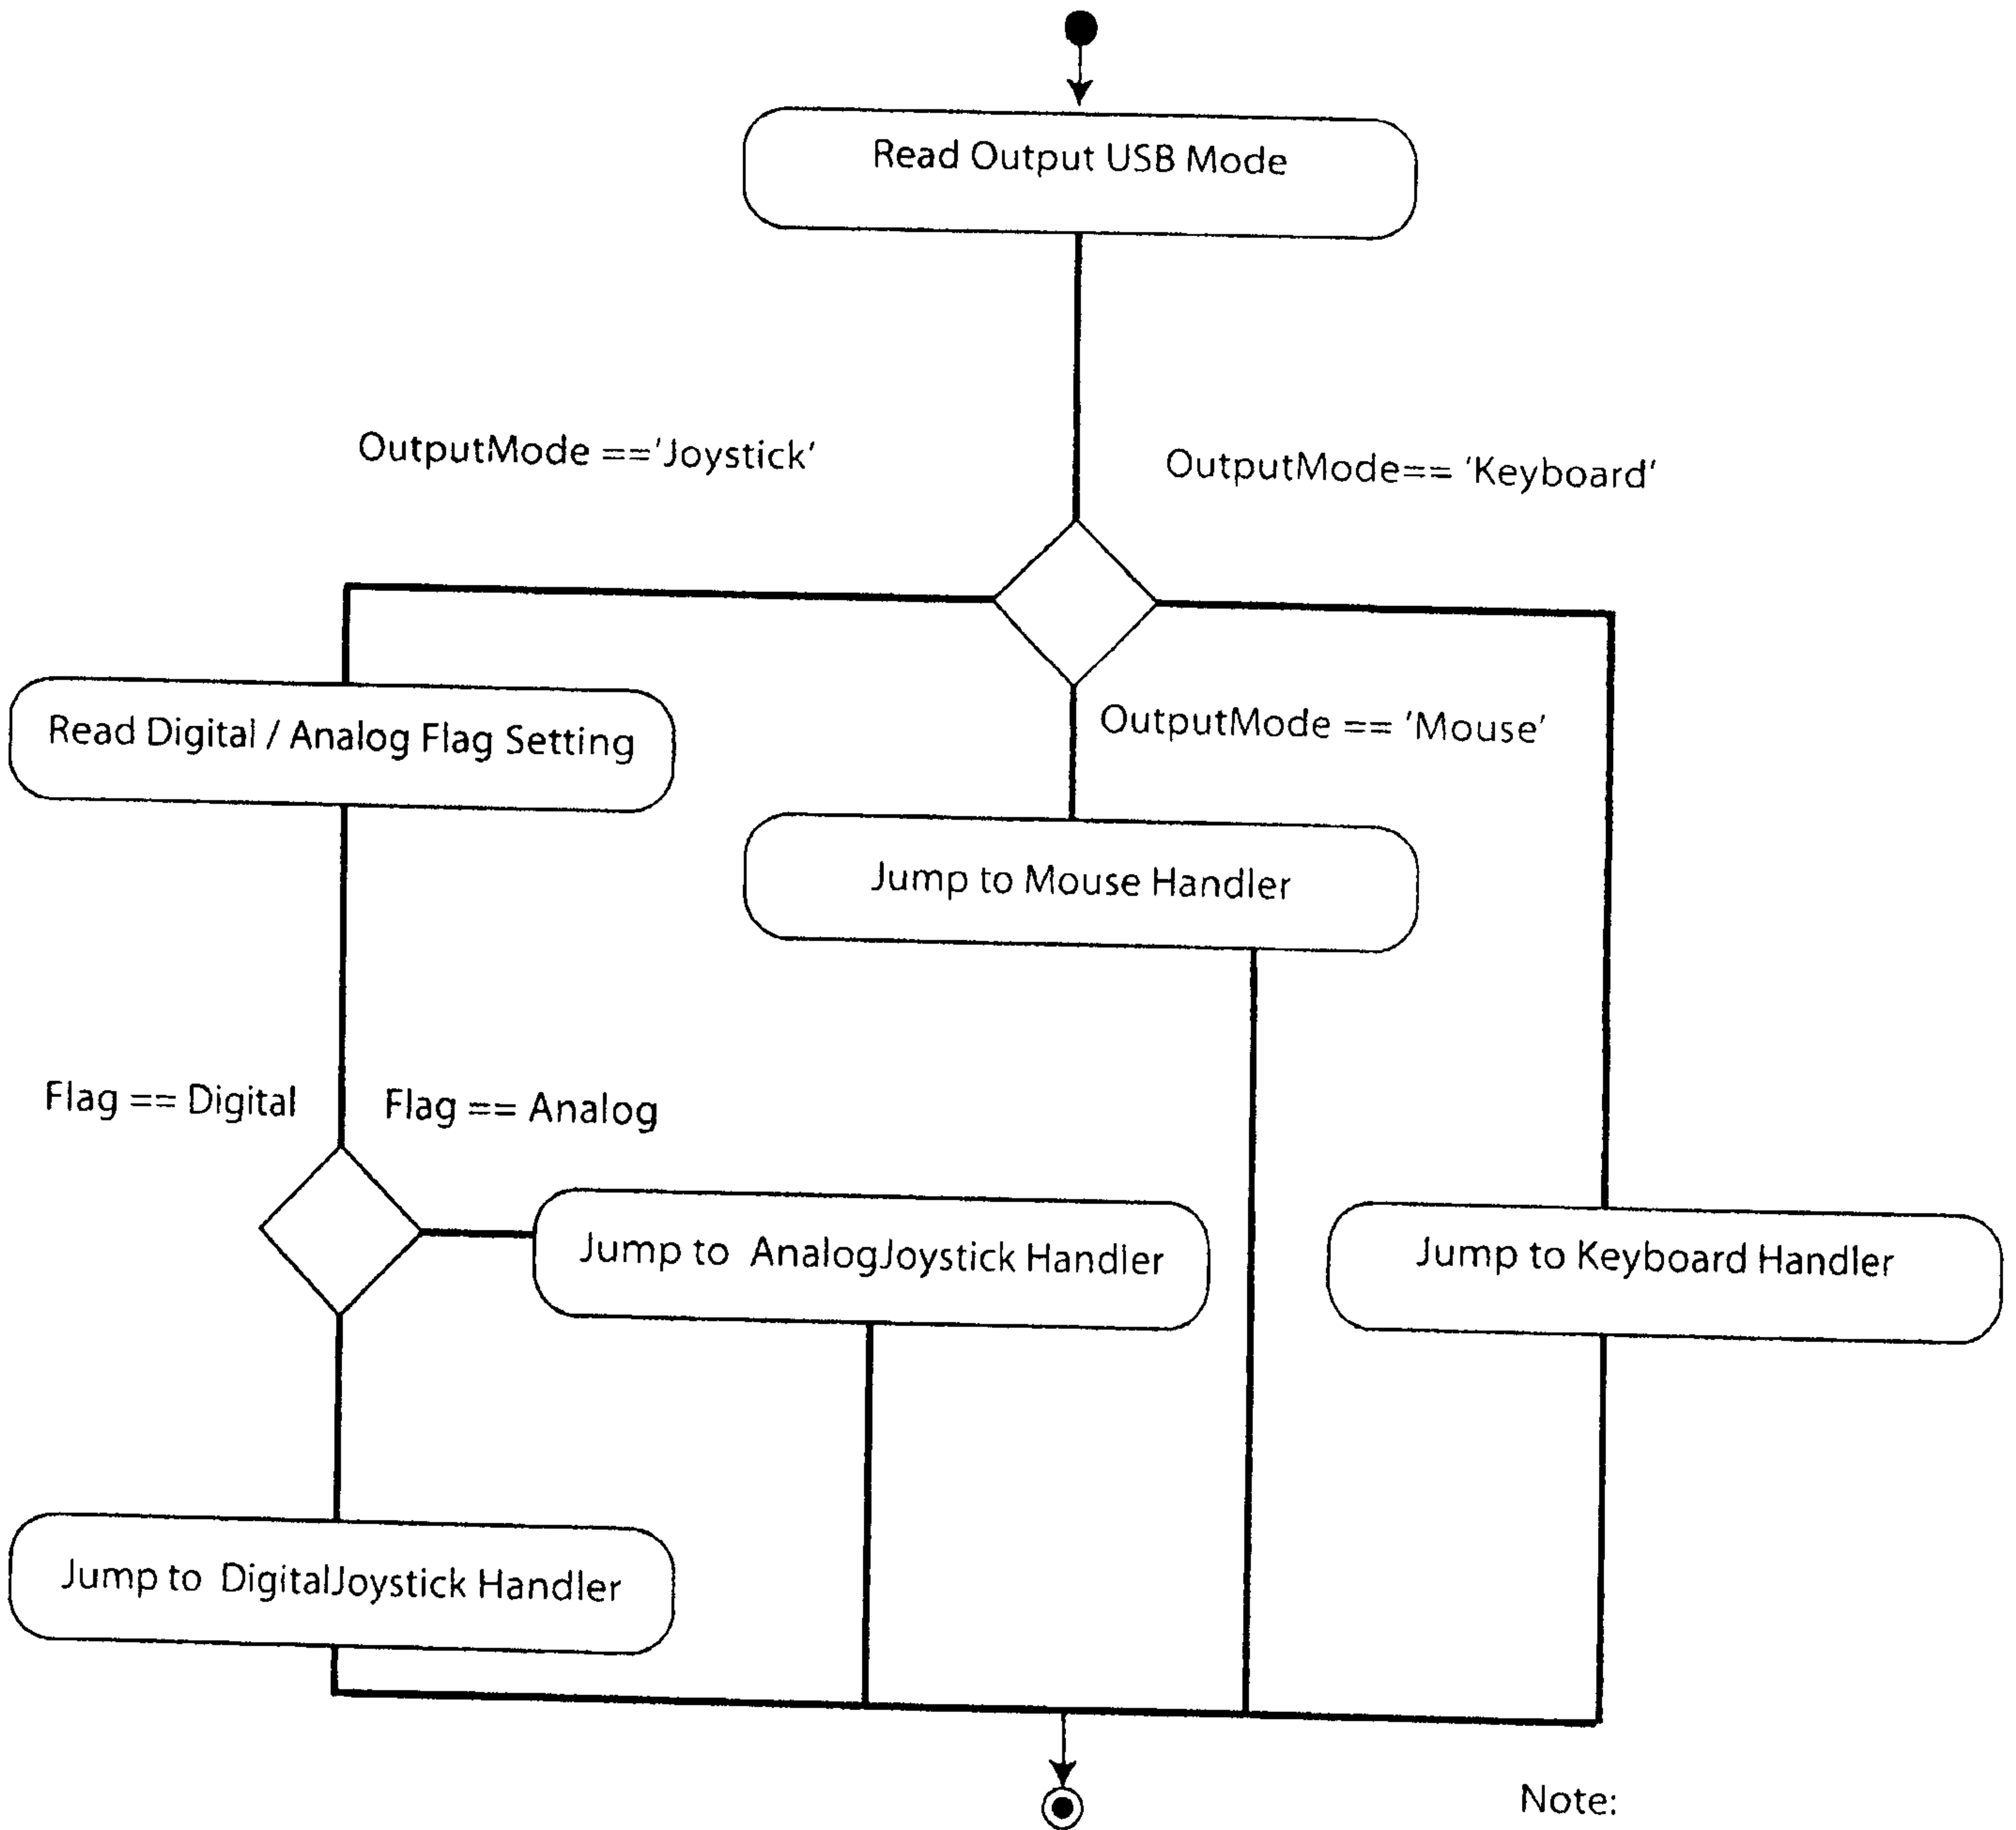 Read Output USB Mode
OutputMode =='Joystick'
OutputMode== 'Keyboard'
Read Digital / Analog Flag Setting
OutputMode == 'Mouse'
Jump to Mouse Handler
Flag == Digital
Flag == Analog
Jump to AnalogJoystick Handler
Jump to Keyboard Handler
Jump to DigitalJoystick Handler
Note: